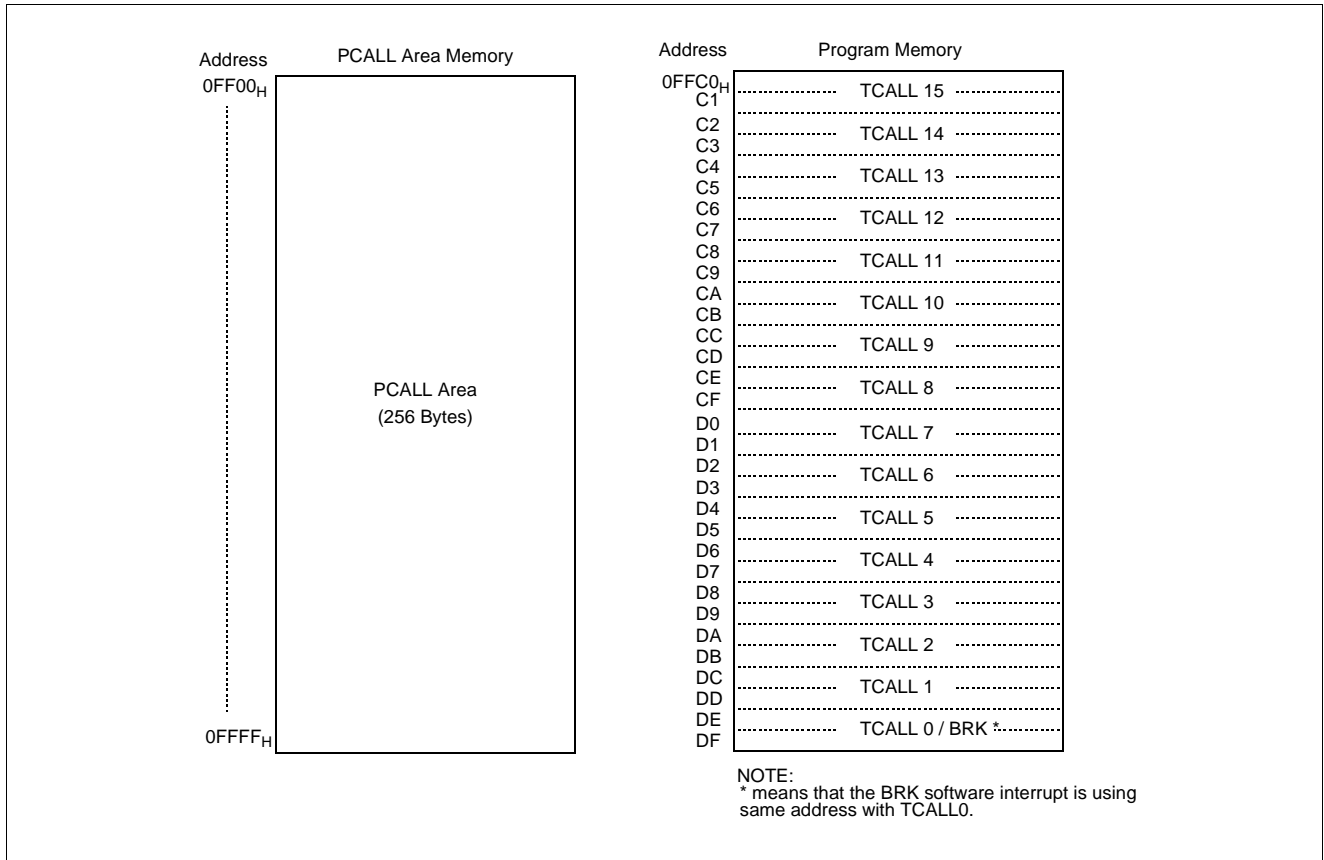 Address PCALL Area Memory
0FF00H
PCALL Area
(256 Bytes)
0FFFFH
Address Program Memory
0FFC0H
C1
TCALL 15
C2
C3
TCALL 14
C4
C5
TCALL 13
C6
C7
TCALL 12
C8
C9
TCALL 11
CA
CB
TCALL 10
CC
CD
TCALL 9
CE
CF
TCALL 8
D0
D1
TCALL 7
D2
D3
TCALL 6
D4
D5
TCALL 5
D6
D7
TCALL 4
D8
D9
TCALL 3
DA
DB
TCALL 2
DC
DD
TCALL 1
DE
DF
TCALL 0 / BRK *
NOTE:
* means that the BRK software interrupt is using
same address with TCALL0.